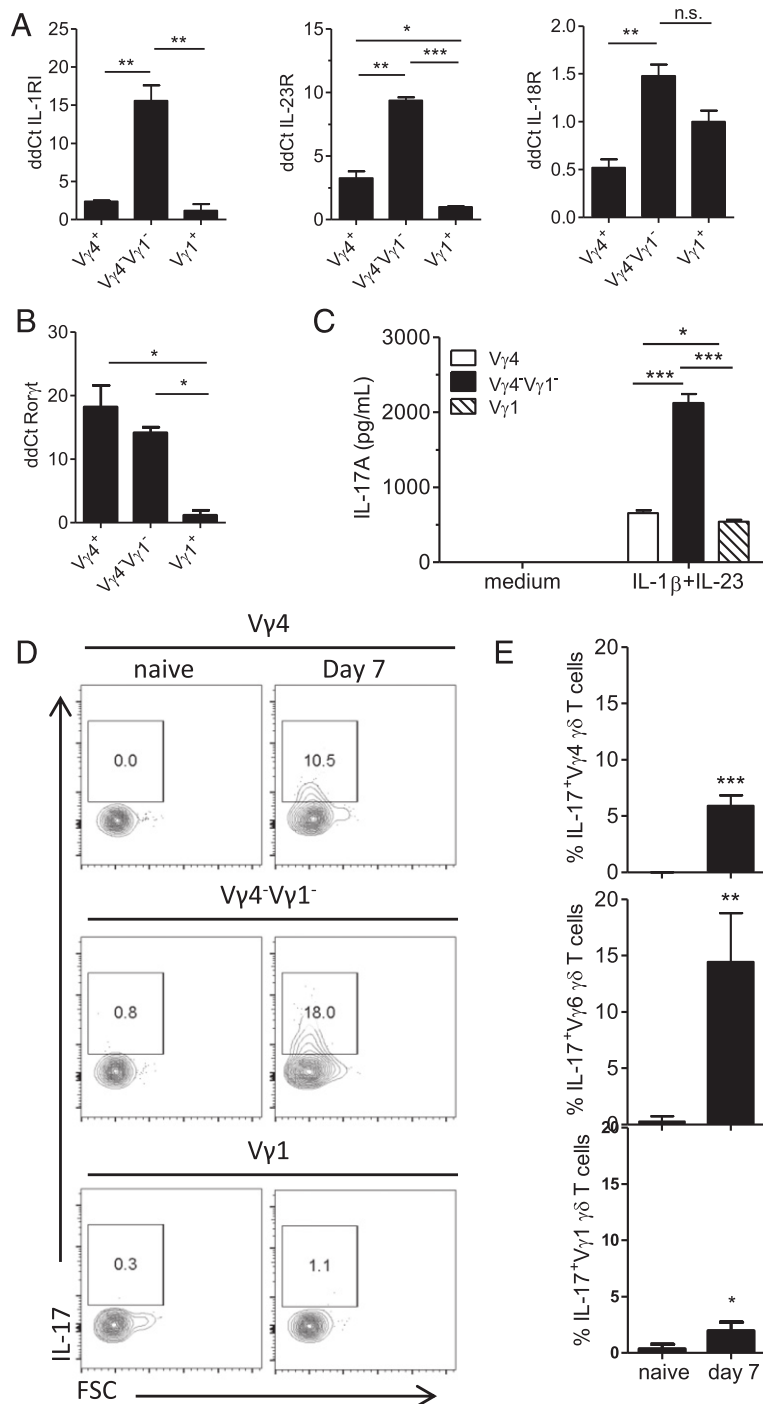 A
ddCt IL-1RI
25
20
15
10
5
0
**
**
Vγ4+
Vγ4-Vγ1-
Vγ1+
ddCt IL-23R
15
10
5
0
*
**
***
Vγ4+
Vγ4-Vγ1-
Vγ1+
ddCt IL-18R
2.0
1.5
1.0
0.5
0.0
**
n.s.
Vγ4+
Vγ4-Vγ1-
Vγ1+
B
ddCt Rorγt
30
20
10
0
*
*
Vγ4+
Vγ4-Vγ1-
Vγ1+
C
IL-17A (pg/mL)
3000
2000
1000
0
Vγ4
Vγ4-Vγ1-
Vγ1
*
***
***
medium
IL-1β+IL-23
D
Vγ4
naive
Day 7
0.0
10.5
Vγ4-Vγ1-
0.8
18.0
Vγ1
0.3
1.1
IL-17
FSC
E
% IL-17+Vγ4 γδ T cells
20
15
10
5
0
***
% IL-17+Vγ6 γδ T cells
20
15
10
5
0
**
% IL-17+Vγ1 γδ T cells
20
15
10
5
0
*
naive
day 7